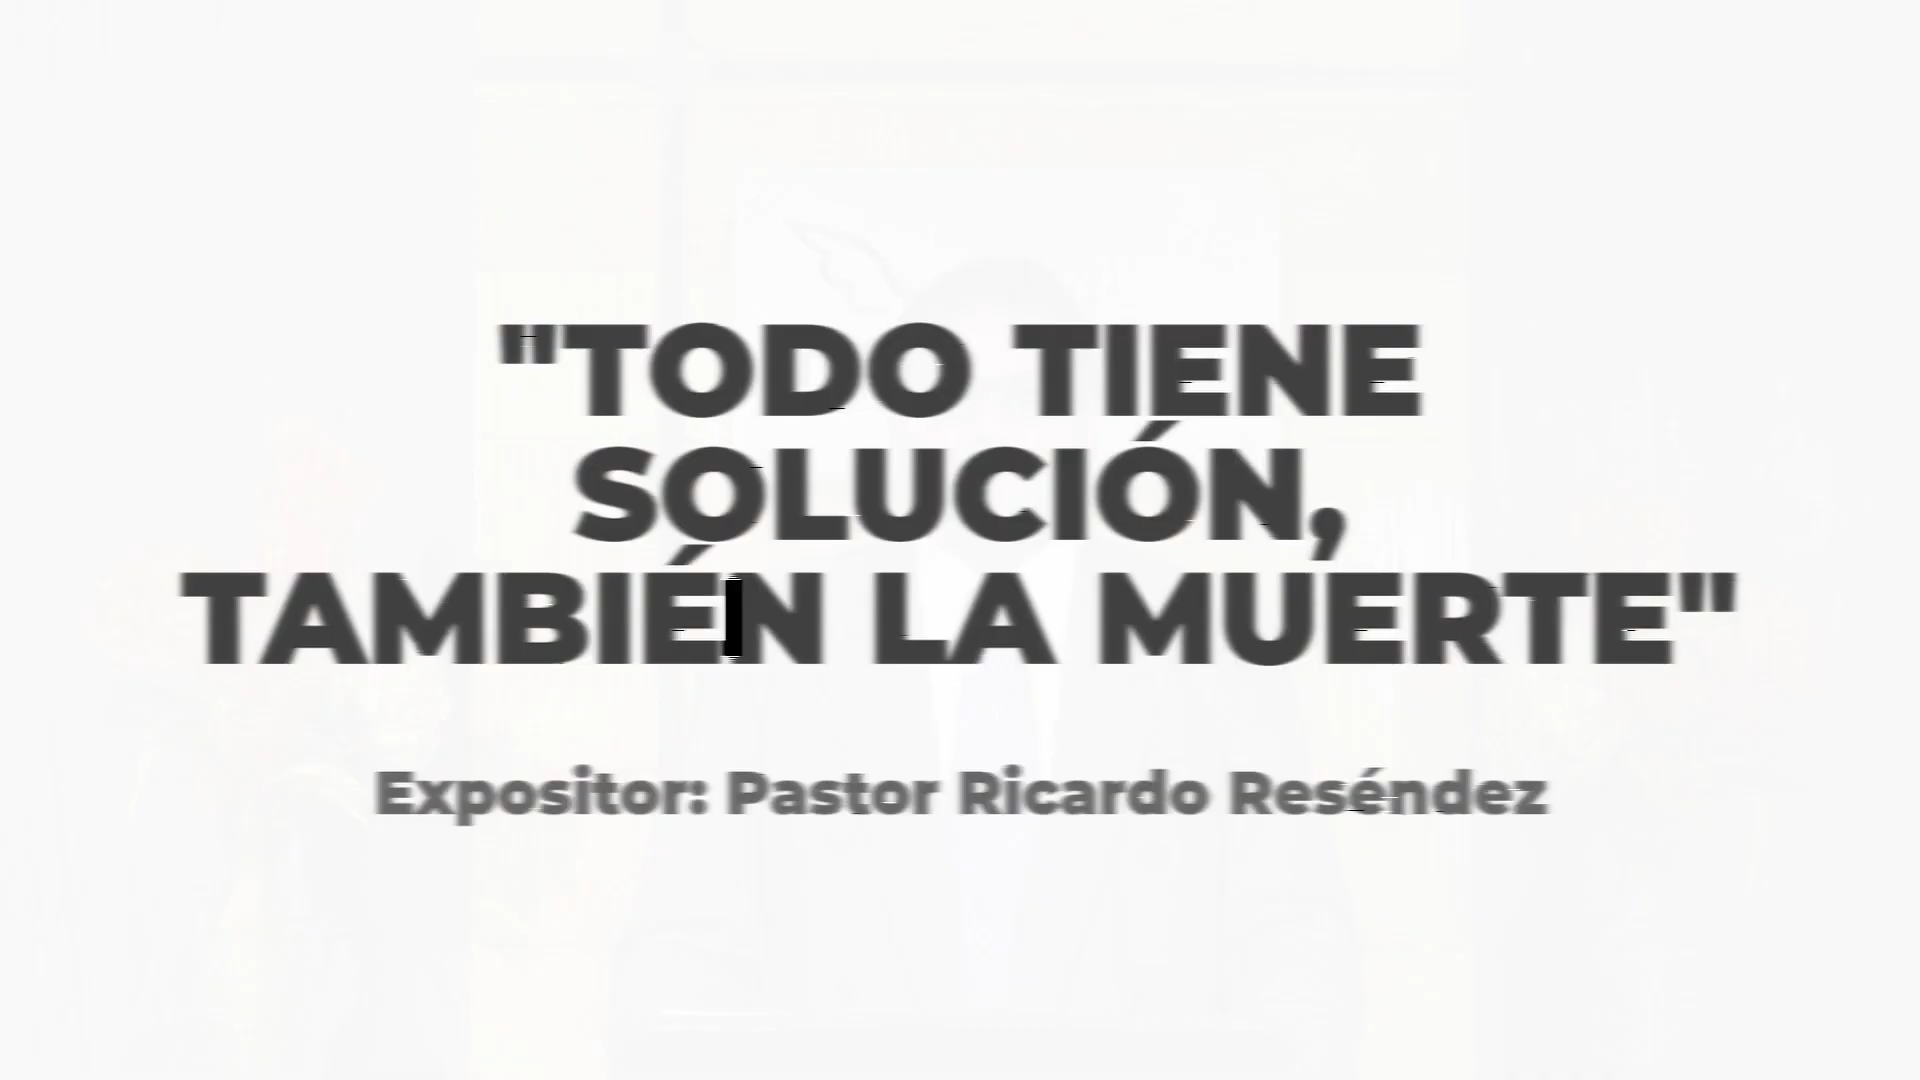 "TODO TIENE
SOLUCIÓN,
TAMBIÉN LA MUERTE"
Expositor: Pastor Ricardo Reséndez